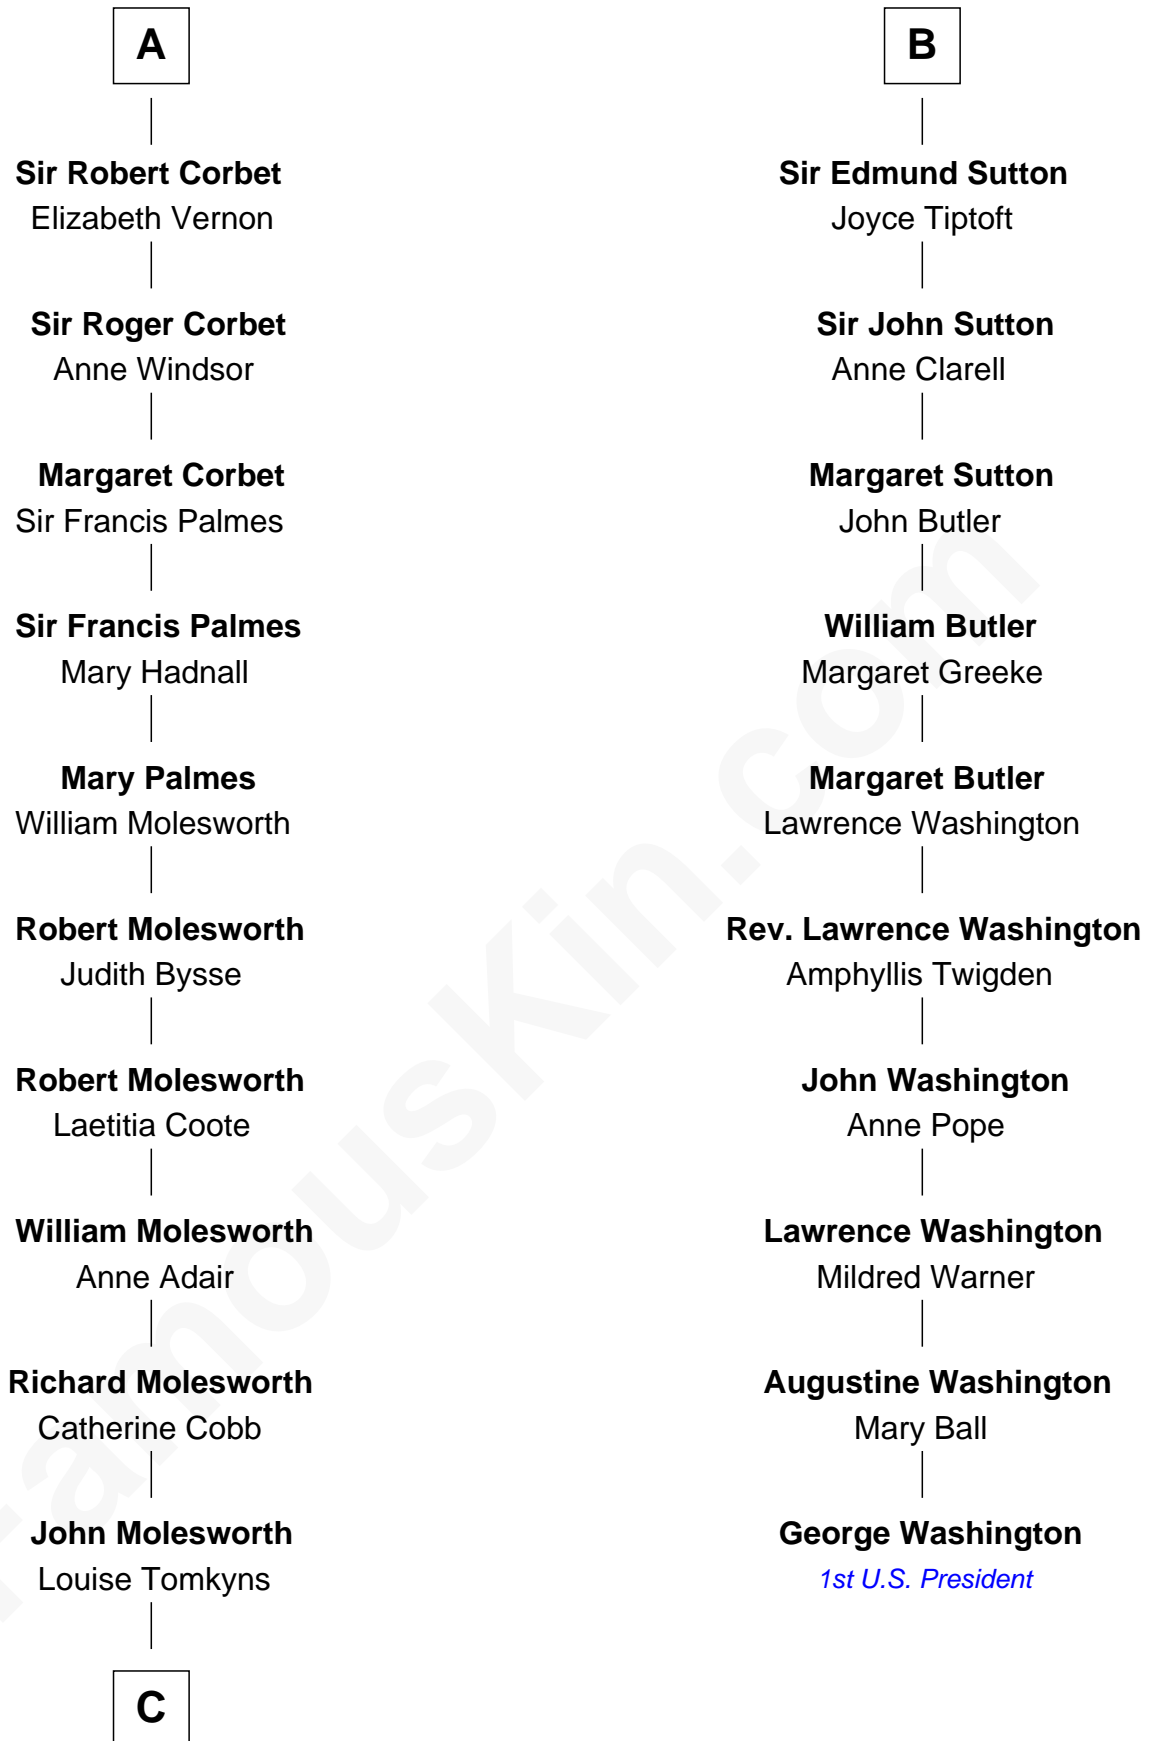 A
Sir Robert Corbet
Elizabeth Vernon
Sir Roger Corbet
Anne Windsor
Margaret Corbet
Sir Francis Palmes
Sir Francis Palmes
Mary Hadnall
Mary Palmes
William Molesworth
Robert Molesworth
Judith Bysse
Robert Molesworth
Laetitia Coote
William Molesworth
Anne Adair
Richard Molesworth
Catherine Cobb
John Molesworth
Louise Tomkyns
C
B
Sir Edmund Sutton
Joyce Tiptoft
Sir John Sutton
Anne Clarell
Margaret Sutton
John Butler
William Butler
Margaret Greeke
Margaret Butler
Lawrence Washington
Rev. Lawrence Washington
Amphyllis Twigden
John Washington
Anne Pope
Lawrence Washington
Mildred Warner
Augustine Washington
Mary Ball
George Washington
1st U.S. President
FamousKin.com